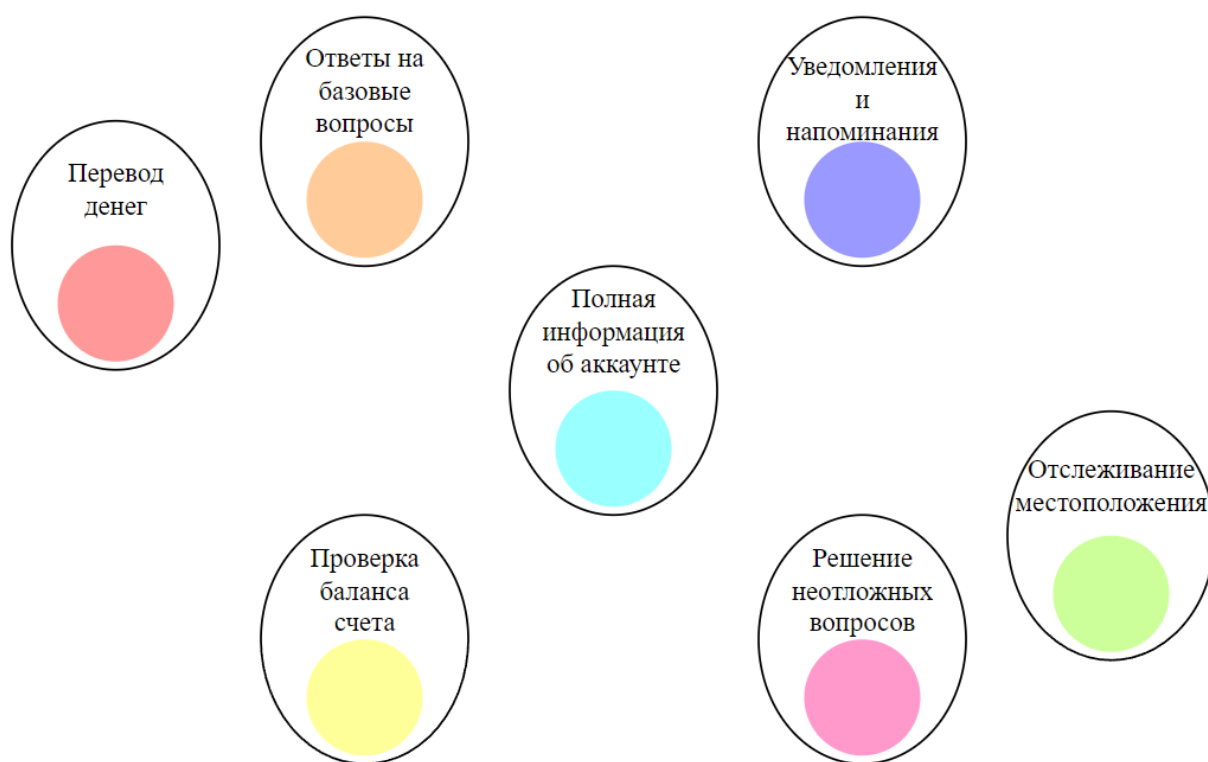 Ответы на
базовые
вопросы
Уведомления
и
напоминания
Перевод
денег
Полная
информация
об аккаунте
Отслеживание
местоположения
Проверка
баланса
счета
Решение
неотложных
вопросов